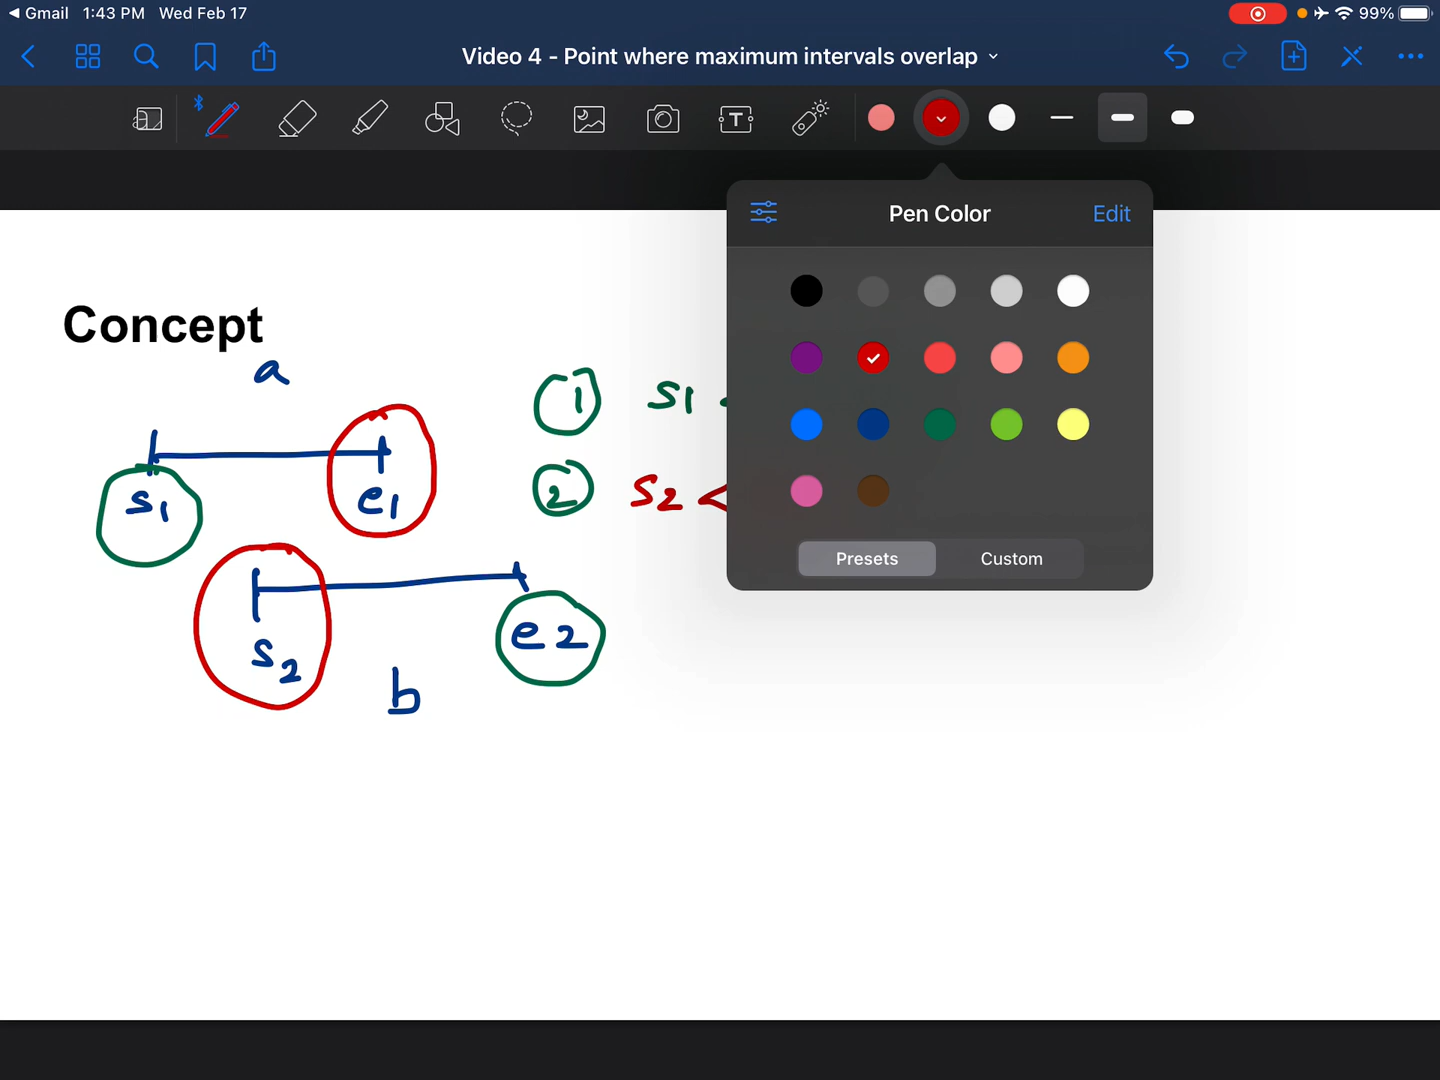 Gmail 1:43 PM Wed Feb 17 99%
Video 4 - Point where maximum intervals overlap
T
Pen Color Edit
Concept
a
1 s1 <
s1 e1
2 s2 <
Presets Custom
s2 e2
b